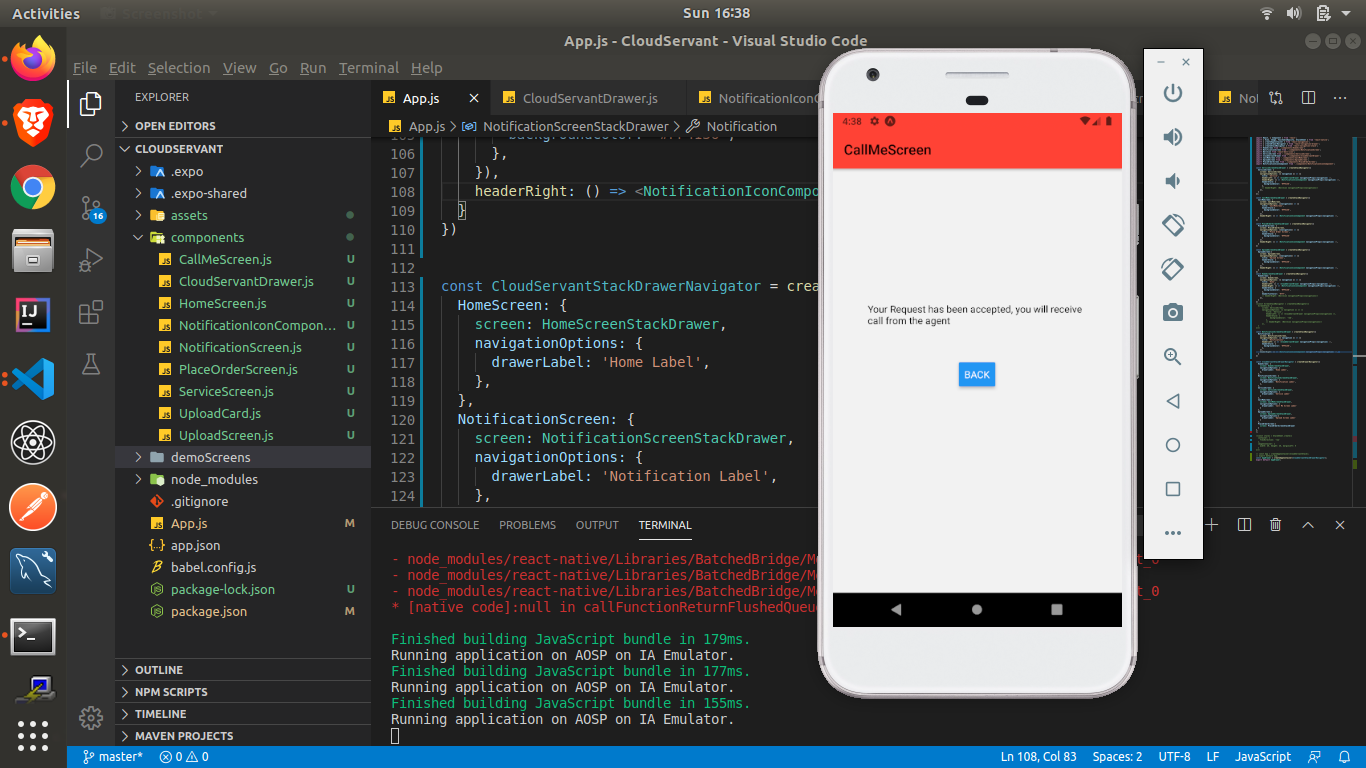 Activities
Screenshot
Sun 16:38
App.js - CloudServant - Visual Studio Code
File Edit Selection View Go Run Terminal Help
EXPLORER
OPEN EDITORS
CLOUDSERVANT
.expo
.expo-shared
assets
components
CallMeScreen.js U
CloudServantDrawer.js U
HomeScreen.js U
NotificationIconCompon... U
NotificationScreen.js U
PlaceOrderScreen.js U
ServiceScreen.js U
UploadCard.js U
UploadScreen.js U
demoScreens
node_modules
.gitignore
App.js M
app.json
babel.config.js
package-lock.json U
package.json M
OUTLINE
NPM SCRIPTS
TIMELINE
MAVEN PROJECTS
16
App.js
CloudServantDrawer.js
NotificationIconC
App.js > NotificationScreenStackDrawer > Notification
106 },
107 }),
108 headerRight: () => <NotificationIconCompo
109 }
110 })
111
112
113 const CloudServantStackDrawerNavigator = crea
114 HomeScreen: {
115 screen: HomeScreenStackDrawer,
116 navigationOptions: {
117 drawerLabel: 'Home Label',
118 },
119 },
120 NotificationScreen: {
121 screen: NotificationScreenStackDrawer,
122 navigationOptions: {
123 drawerLabel: 'Notification Label',
124 },
DEBUG CONSOLE PROBLEMS OUTPUT TERMINAL
- node_modules/react-native/Libraries/BatchedBridge/M
- node_modules/react-native/Libraries/BatchedBridge/M
- node_modules/react-native/Libraries/BatchedBridge/M
* [native code]:null in callFunctionReturnFlushedQueu
Finished building JavaScript bundle in 179ms.
Running application on AOSP on IA Emulator.
Finished building JavaScript bundle in 177ms.
Running application on AOSP on IA Emulator.
Finished building JavaScript bundle in 155ms.
Running application on AOSP on IA Emulator.
4:38
CallMeScreen
Your Request has been accepted, you will receive
call from the agent
BACK
master* 0 0
Ln 108, Col 83 Spaces: 2 UTF-8 LF JavaScript